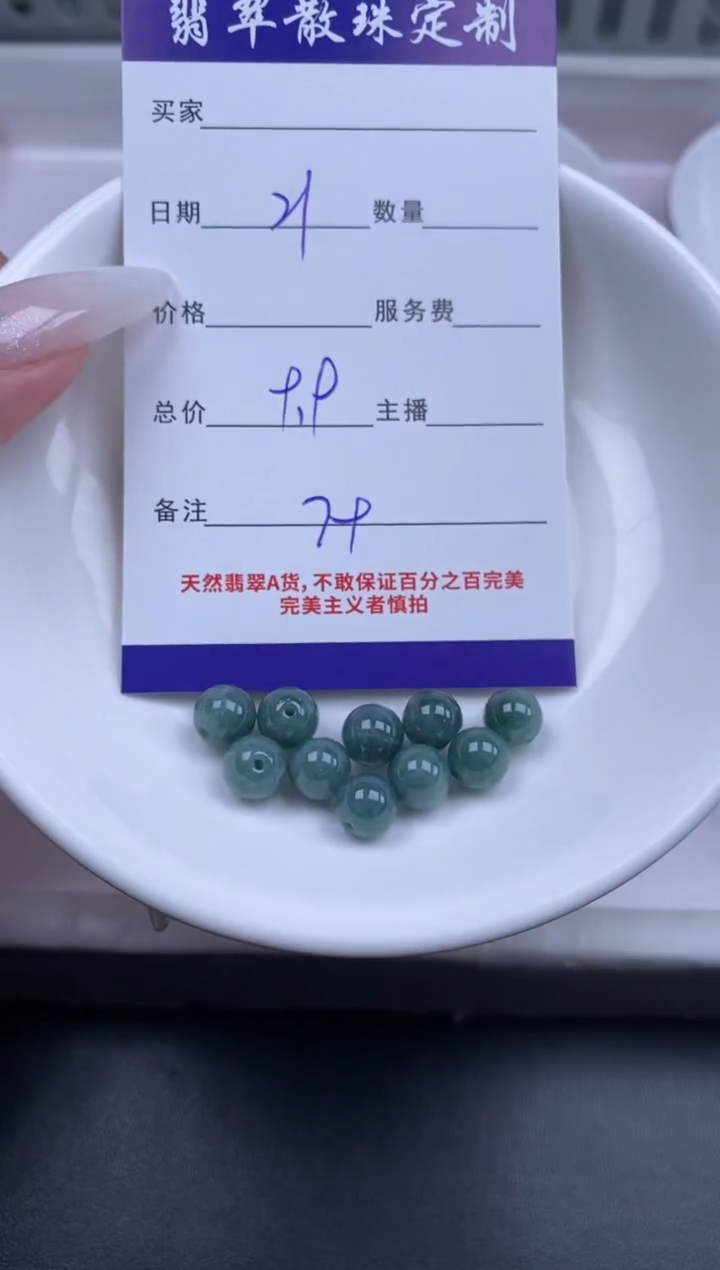 翡翠散珠定制
买家
日期 21 数量
价格 服务费
总价 9.9 主播
备注
天然翡翠A货,不敢保证百分之百完美
完美主义者慎拍